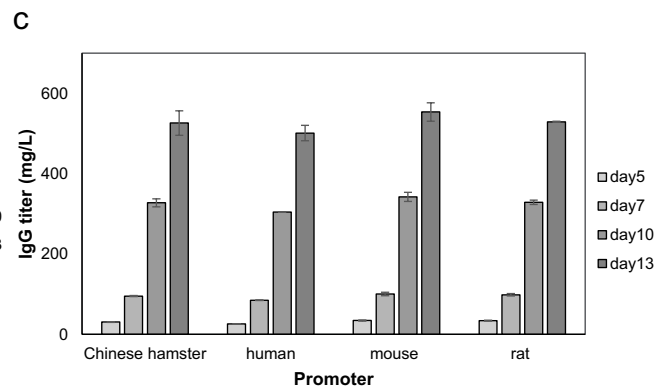 C
IgG titer (mg/L)
600
400
200
0
Chinese hamster
human
mouse
rat
Promoter
day5
day7
day10
day13